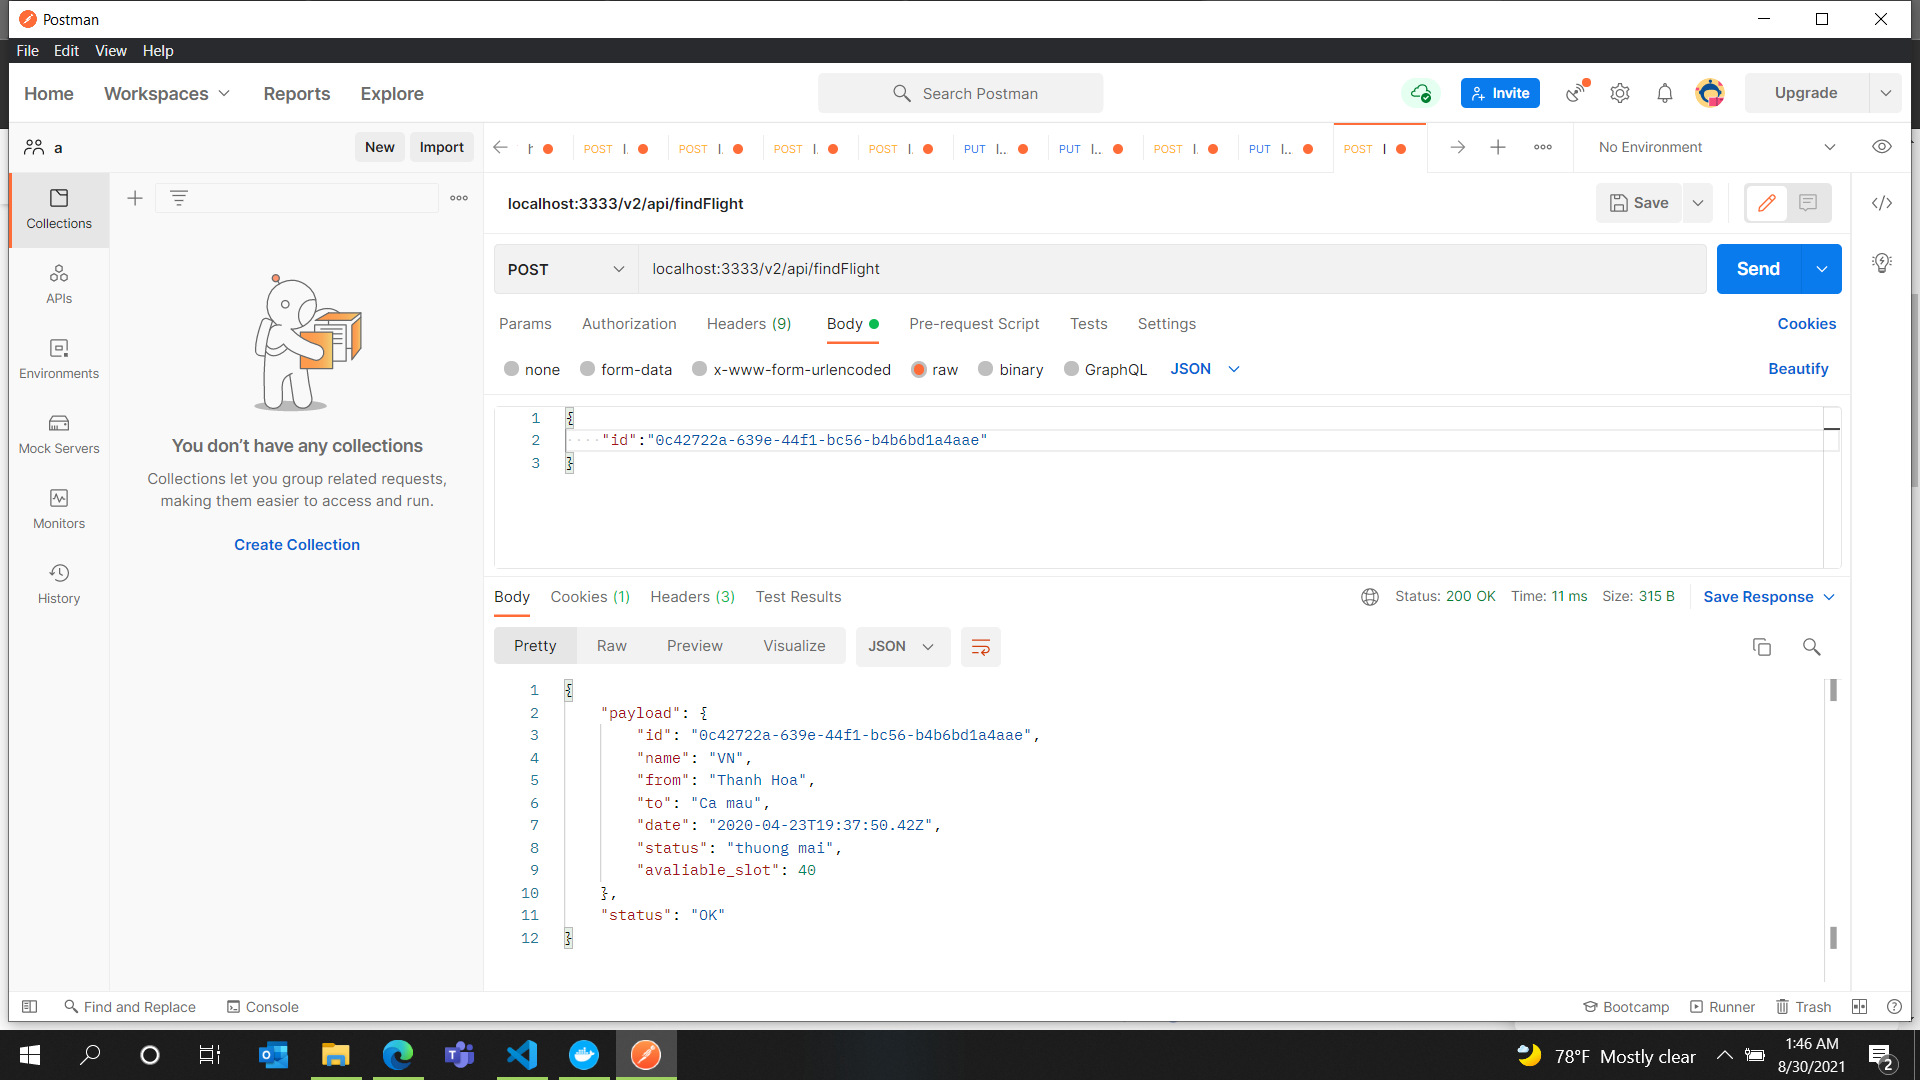 Postman
File Edit View Help
Home Workspaces Reports Explore
Search Postman
Invite
Upgrade
a
New Import
POST
POST
POST
POST
PUT
PUT
POST
PUT
POST
No Environment
Collections
APIs
Environments
Mock Servers
Monitors
History
You don't have any collections
Collections let you group related requests,
making them easier to access and run.
Create Collection
localhost:3333/v2/api/findFlight
Save
POST localhost:3333/v2/api/findFlight
Send
Params Authorization Headers (9) Body Pre-request Script Tests Settings Cookies
none form-data x-www-form-urlencoded raw binary GraphQL JSON Beautify
1 {
2 "id":"0c42722a-639e-44f1-bc56-b4b6bd1a4aae"
3 }
Body Cookies (1) Headers (3) Test Results Status: 200 OK Time: 11 ms Size: 315 B Save Response
Pretty Raw Preview Visualize JSON
1 {
2 "payload": {
3 "id": "0c42722a-639e-44f1-bc56-b4b6bd1a4aae",
4 "name": "VN",
5 "from": "Thanh Hoa",
6 "to": "Ca mau",
7 "date": "2020-04-23T19:37:50.42Z",
8 "status": "thuong mai",
9 "avaliable_slot": 40
10 },
11 "status": "OK"
12 }
Find and Replace Console Bootcamp Runner Trash
78°F Mostly clear
1:46 AM
8/30/2021
2